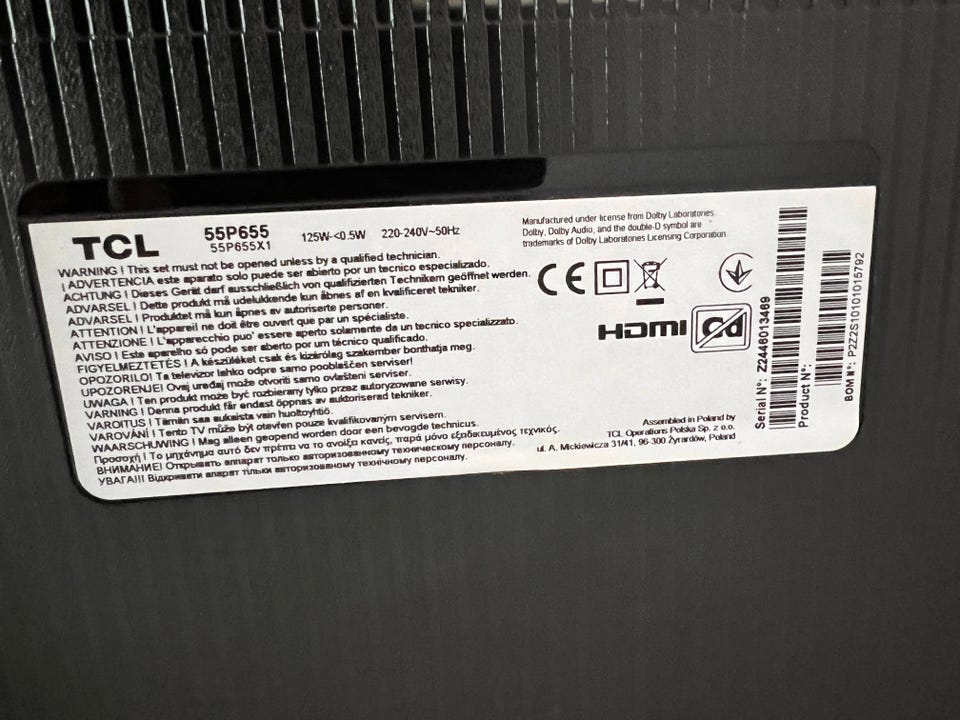 TCL
55P655
55P655X1
125W-<0.5W 220-240V~50Hz
Manufactured under license from Dolby Laboratories.
Dolby, Dolby Audio, and the double-D symbol are
trademarks of Dolby Laboratories Licensing Corporation.
WARNING ! This set must not be opened unless by a qualified technician.
¡ ADVERTENCIA este aparato solo puede ser abierto por un tecnico especializado.
ACHTUNG ! Dieses Gerät darf ausschließlich von qualifizierten Technikern geöffnet werden.
ADVARSEL ! Dette produkt må udelukkende kun åbnes af en kvalificeret tekniker.
ADVARSEL ! Produktet må kun åpnes av autoriserte personer.
ATTENTION ! L'appareil ne doit être ouvert que par un spécialiste.
ATTENZIONE ! L'apparecchio puo' essere aperto solamente da un tecnico specializzato.
AVISO ! Este aparelho só pode ser aberto por um técnico qualificado.
FIGYELMEZTETÉS ! A készüléket csak és kizárólag szakember bonthatja meg.
OPOZORILO! Ta televizor lahko odpre samo pooblaščen serviser!
UPOZORENJE! Ovaj uređaj može otvoriti samo ovlašteni serviser.
UWAGA ! Ten produkt może być rozbierany tylko przez autoryzowane serwisy.
VARNING ! Denna produkt får endast öppnas av auktoriserad tekniker.
VAROITUS ! Tämän saa aukaista vain huoltoyhtiö.
VAROVÁNÍ ! Tento TV může být otevřen pouze kvalifikovaným servisem.
WAARSCHUWING ! Mag alleen geopend worden door een bevoegde technicus.
Προσοχή ! Το μηχάνημα αυτό δεν πρέπει να το ανοίξει κανείς, παρά μόνο εξειδικευμένος τεχνικός.
ВНИМАНИЕ! Открывать аппарат только авторизованному техническому персоналу.
УВАГА!!! Відкривати апарат тільки авторизованому технічному персоналу.
CE
HDMI
Assembled in Poland by
TCL Operations Polska Sp. z o.o.
ul. A. Mickiewicza 31/41, 96-300 Żyrardów, Poland
Serial Nº: Z2446013469
Product Nº:
BOM Nº: P2Z2S10101015792